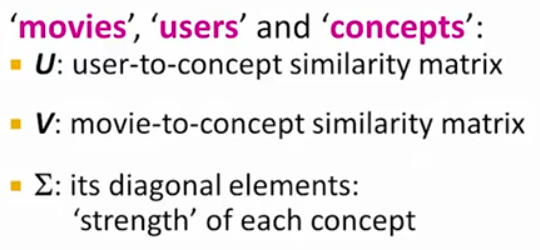 ‘movies’, ‘users’ and ‘concepts’:
▪ U: user-to-concept similarity matrix
▪ V: movie-to-concept similarity matrix
▪ Σ: its diagonal elements:
‘strength’ of each concept